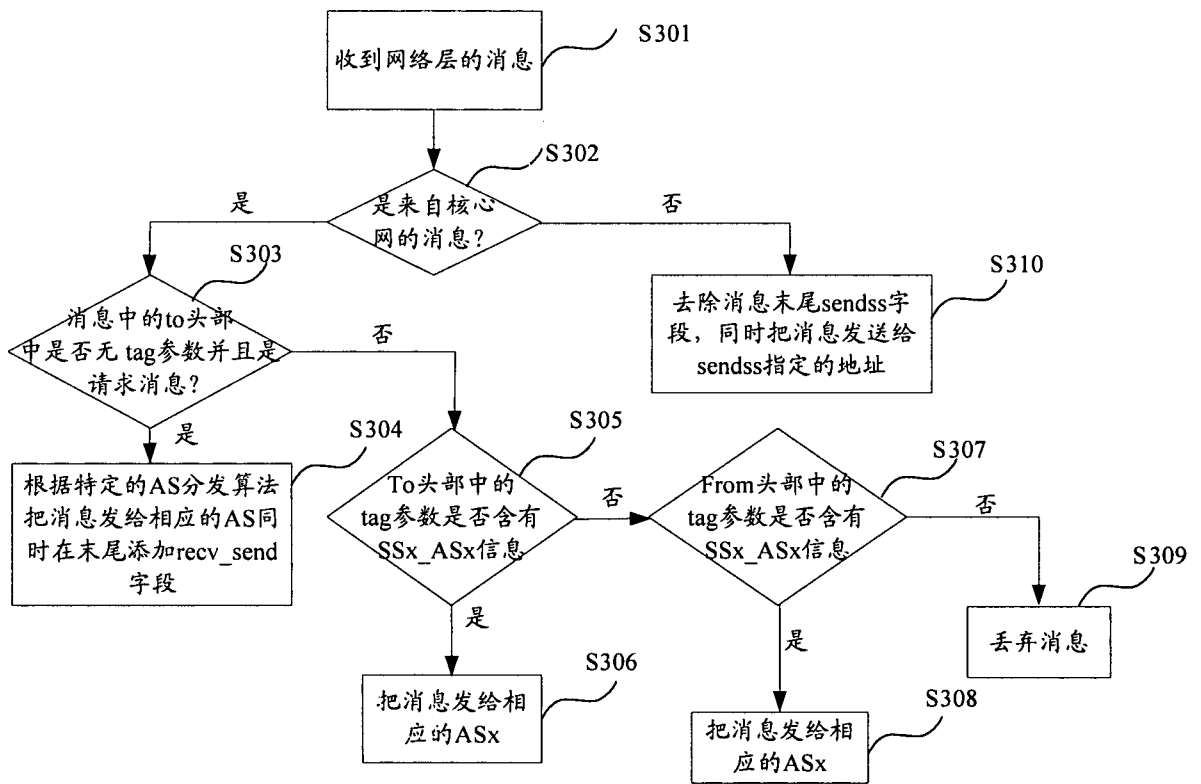 收到网络层的消息
S301
S302
是来自核心
网的消息?
是
否
S303
消息中的to头部
中是否无 tag参数并且是
请求消息?
否
是
S310
去除消息末尾sendss字
段，同时把消息发送给
sendss指定的地址
S304
根据特定的AS分发算法
把消息发给相应的AS同
时在末尾添加recv_send
字段
S305
To头部中的
tag参数是否含有
SSx_ASx信息
否
是
S307
From头部中的
tag参数是否含有
SSx_ASx信息
否
是
S309
丢弃消息
S306
把消息发给相
应的ASx
S308
把消息发给相
应的ASx